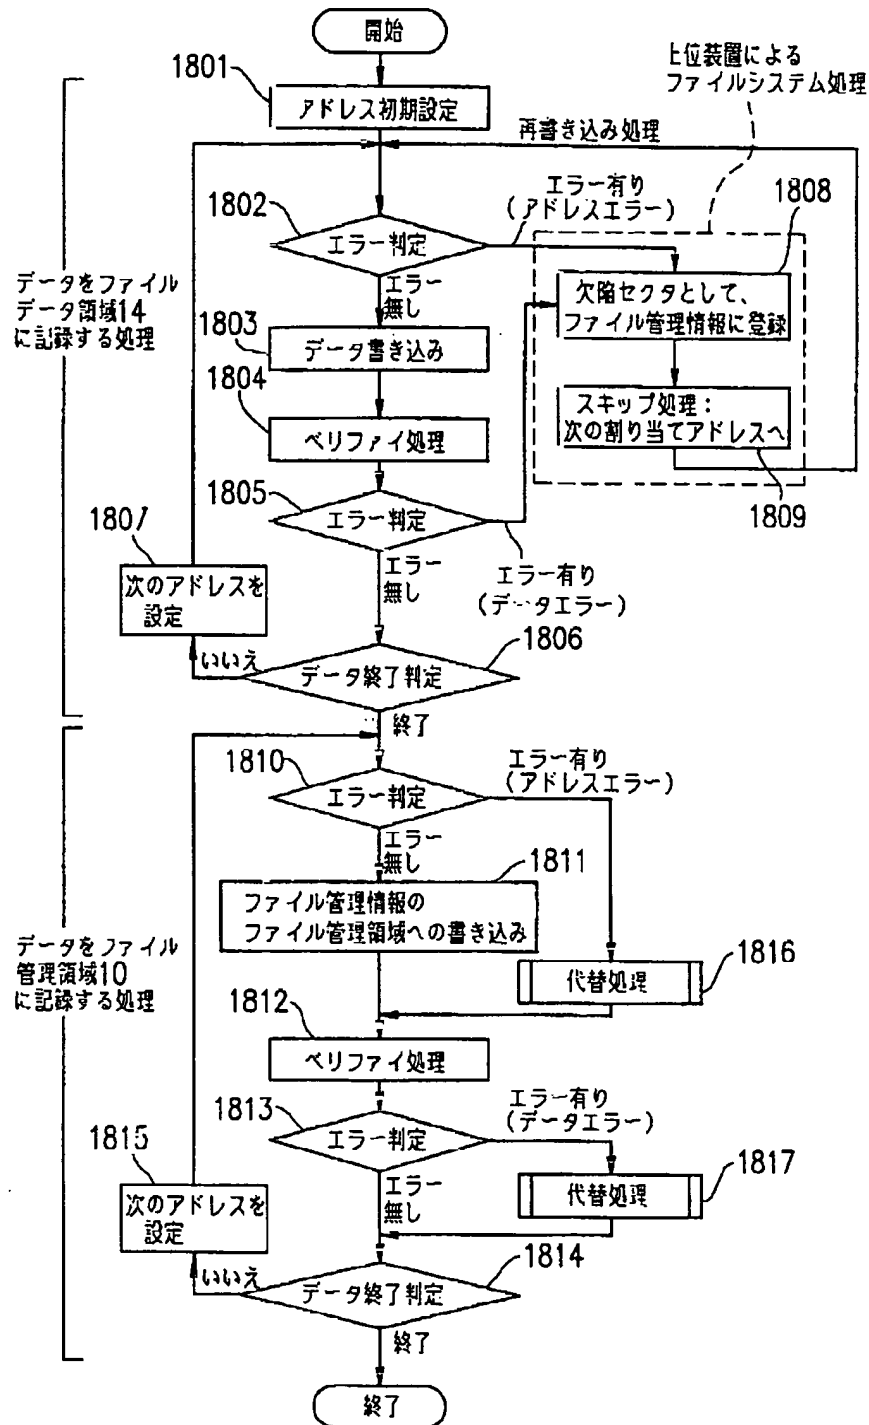 開始
1801
アドレス初期設定
上位装置による
ファイルシステム処理
再書き込み処理
1802
エラー判定
エラー有り
(アドレスエラー)
1808
欠陥セクタとして、
ファイル管理情報に登録
エラー
無し
データをファイル
データ領域14
に記録する処理
1803
データ書き込み
1804
ベリファイ処理
スキップ処理:
次の割り当てアドレスへ
1809
1805
エラー判定
エラー有り
(データエラー)
エラー
無し
1807
次のアドレスを
設定
いいえ
1806
データ終了判定
終了
1810
エラー判定
エラー有り
(アドレスエラー)
エラー
無し
1811
ファイル管理情報の
ファイル管理領域への書き込み
データをファイル
管理領域10
に記録する処理
1816
代替処理
1812
ベリファイ処理
1813
エラー判定
エラー有り
(データエラー)
1817
代替処理
エラー
無し
1815
次のアドレスを
設定
いいえ
1814
データ終了判定
終了
終了